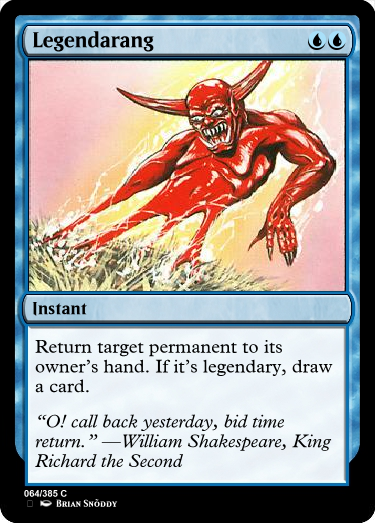 Legendarang
Instant
Return target permanent to its
owner's hand. If it's legendary, draw
a card.
“O! call back yesterday, bid time
return.” —William Shakespeare, King
Richard the Second
064/385 C
Brian Snõddy